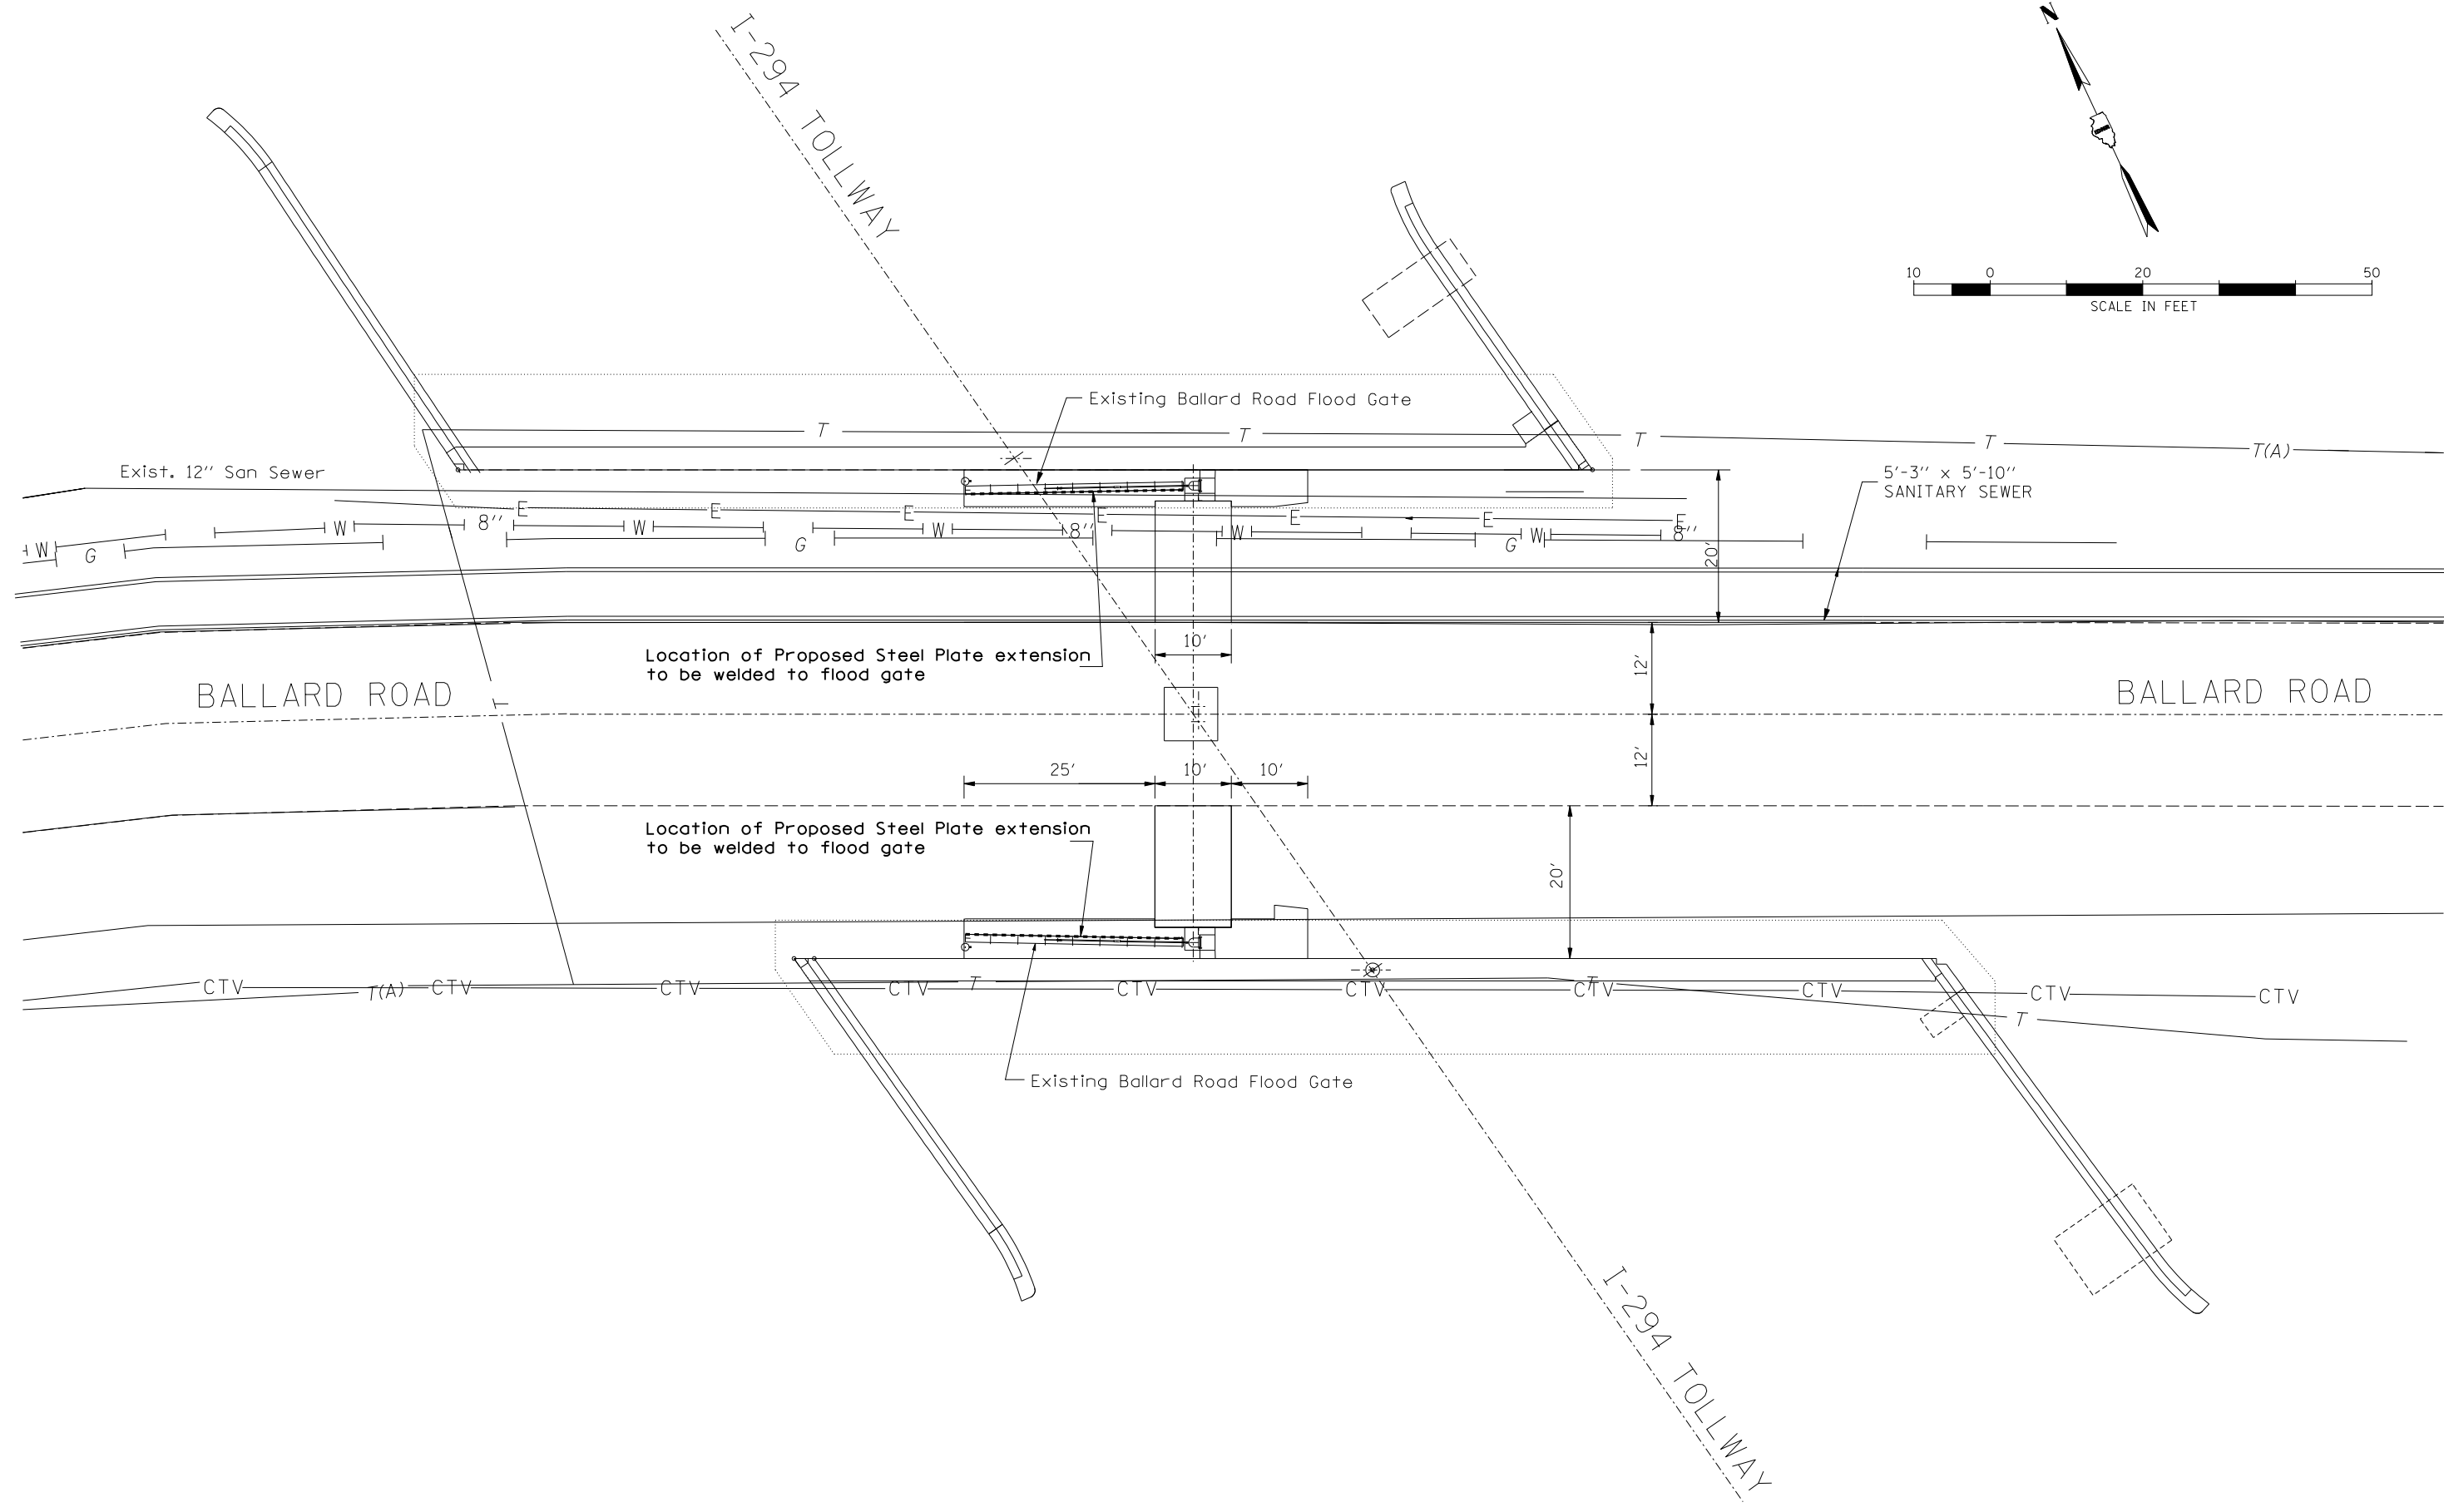 N
I-294 TOLLWAY
10 0 20 50
SCALE IN FEET
Existing Ballard Road Flood Gate
T T T T T(A)
Exist. 12'' San Sewer
5'-3'' x 5'-10''
SANITARY SEWER
E E E E E E E
W W 8'' W W 8'' W W 8''
G G G
20'
10'
Location of Proposed Steel Plate extension
to be welded to flood gate
12'
BALLARD ROAD
T
BALLARD ROAD
12'
25' 10' 10'
Location of Proposed Steel Plate extension
to be welded to flood gate
20'
CTV T(A) CTV CTV CTV T CTV CTV CTV T CTV CTV CTV
T
Existing Ballard Road Flood Gate
I-294 TOLLWAY